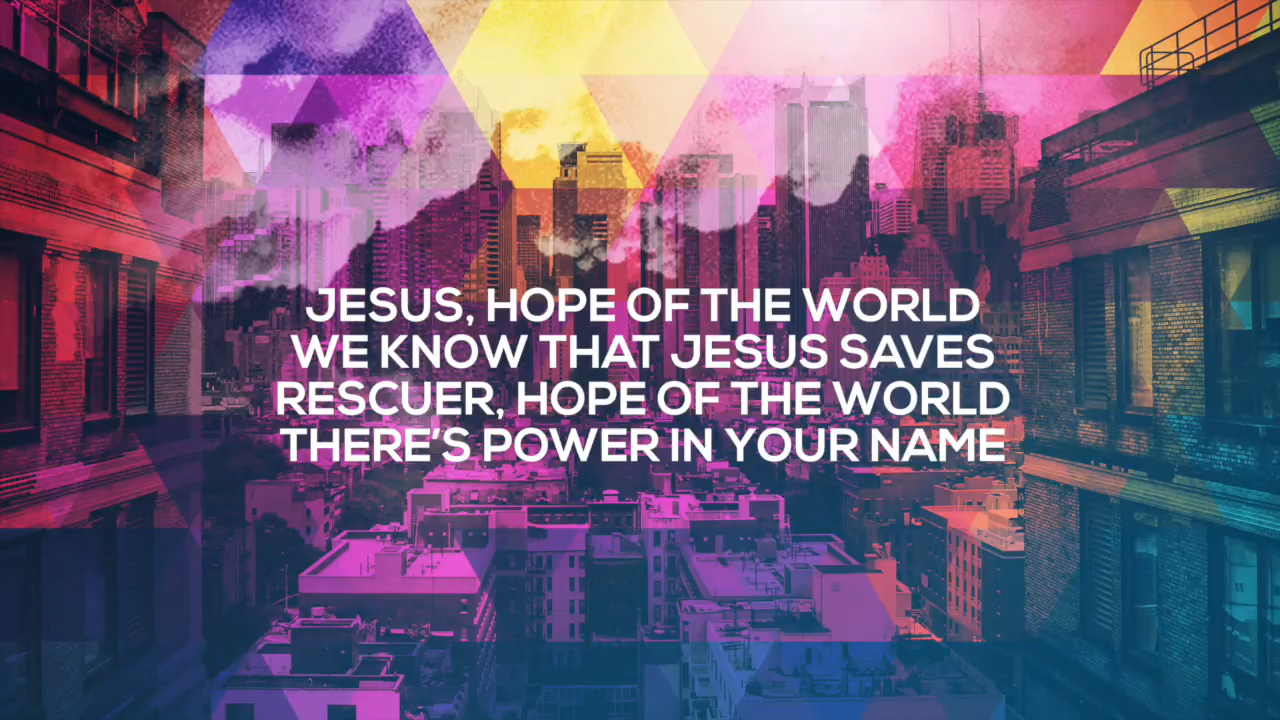 JESUS, HOPE OF THE WORLD
WE KNOW THAT JESUS SAVES
RESCUER, HOPE OF THE WORLD
THERE'S POWER IN YOUR NAME